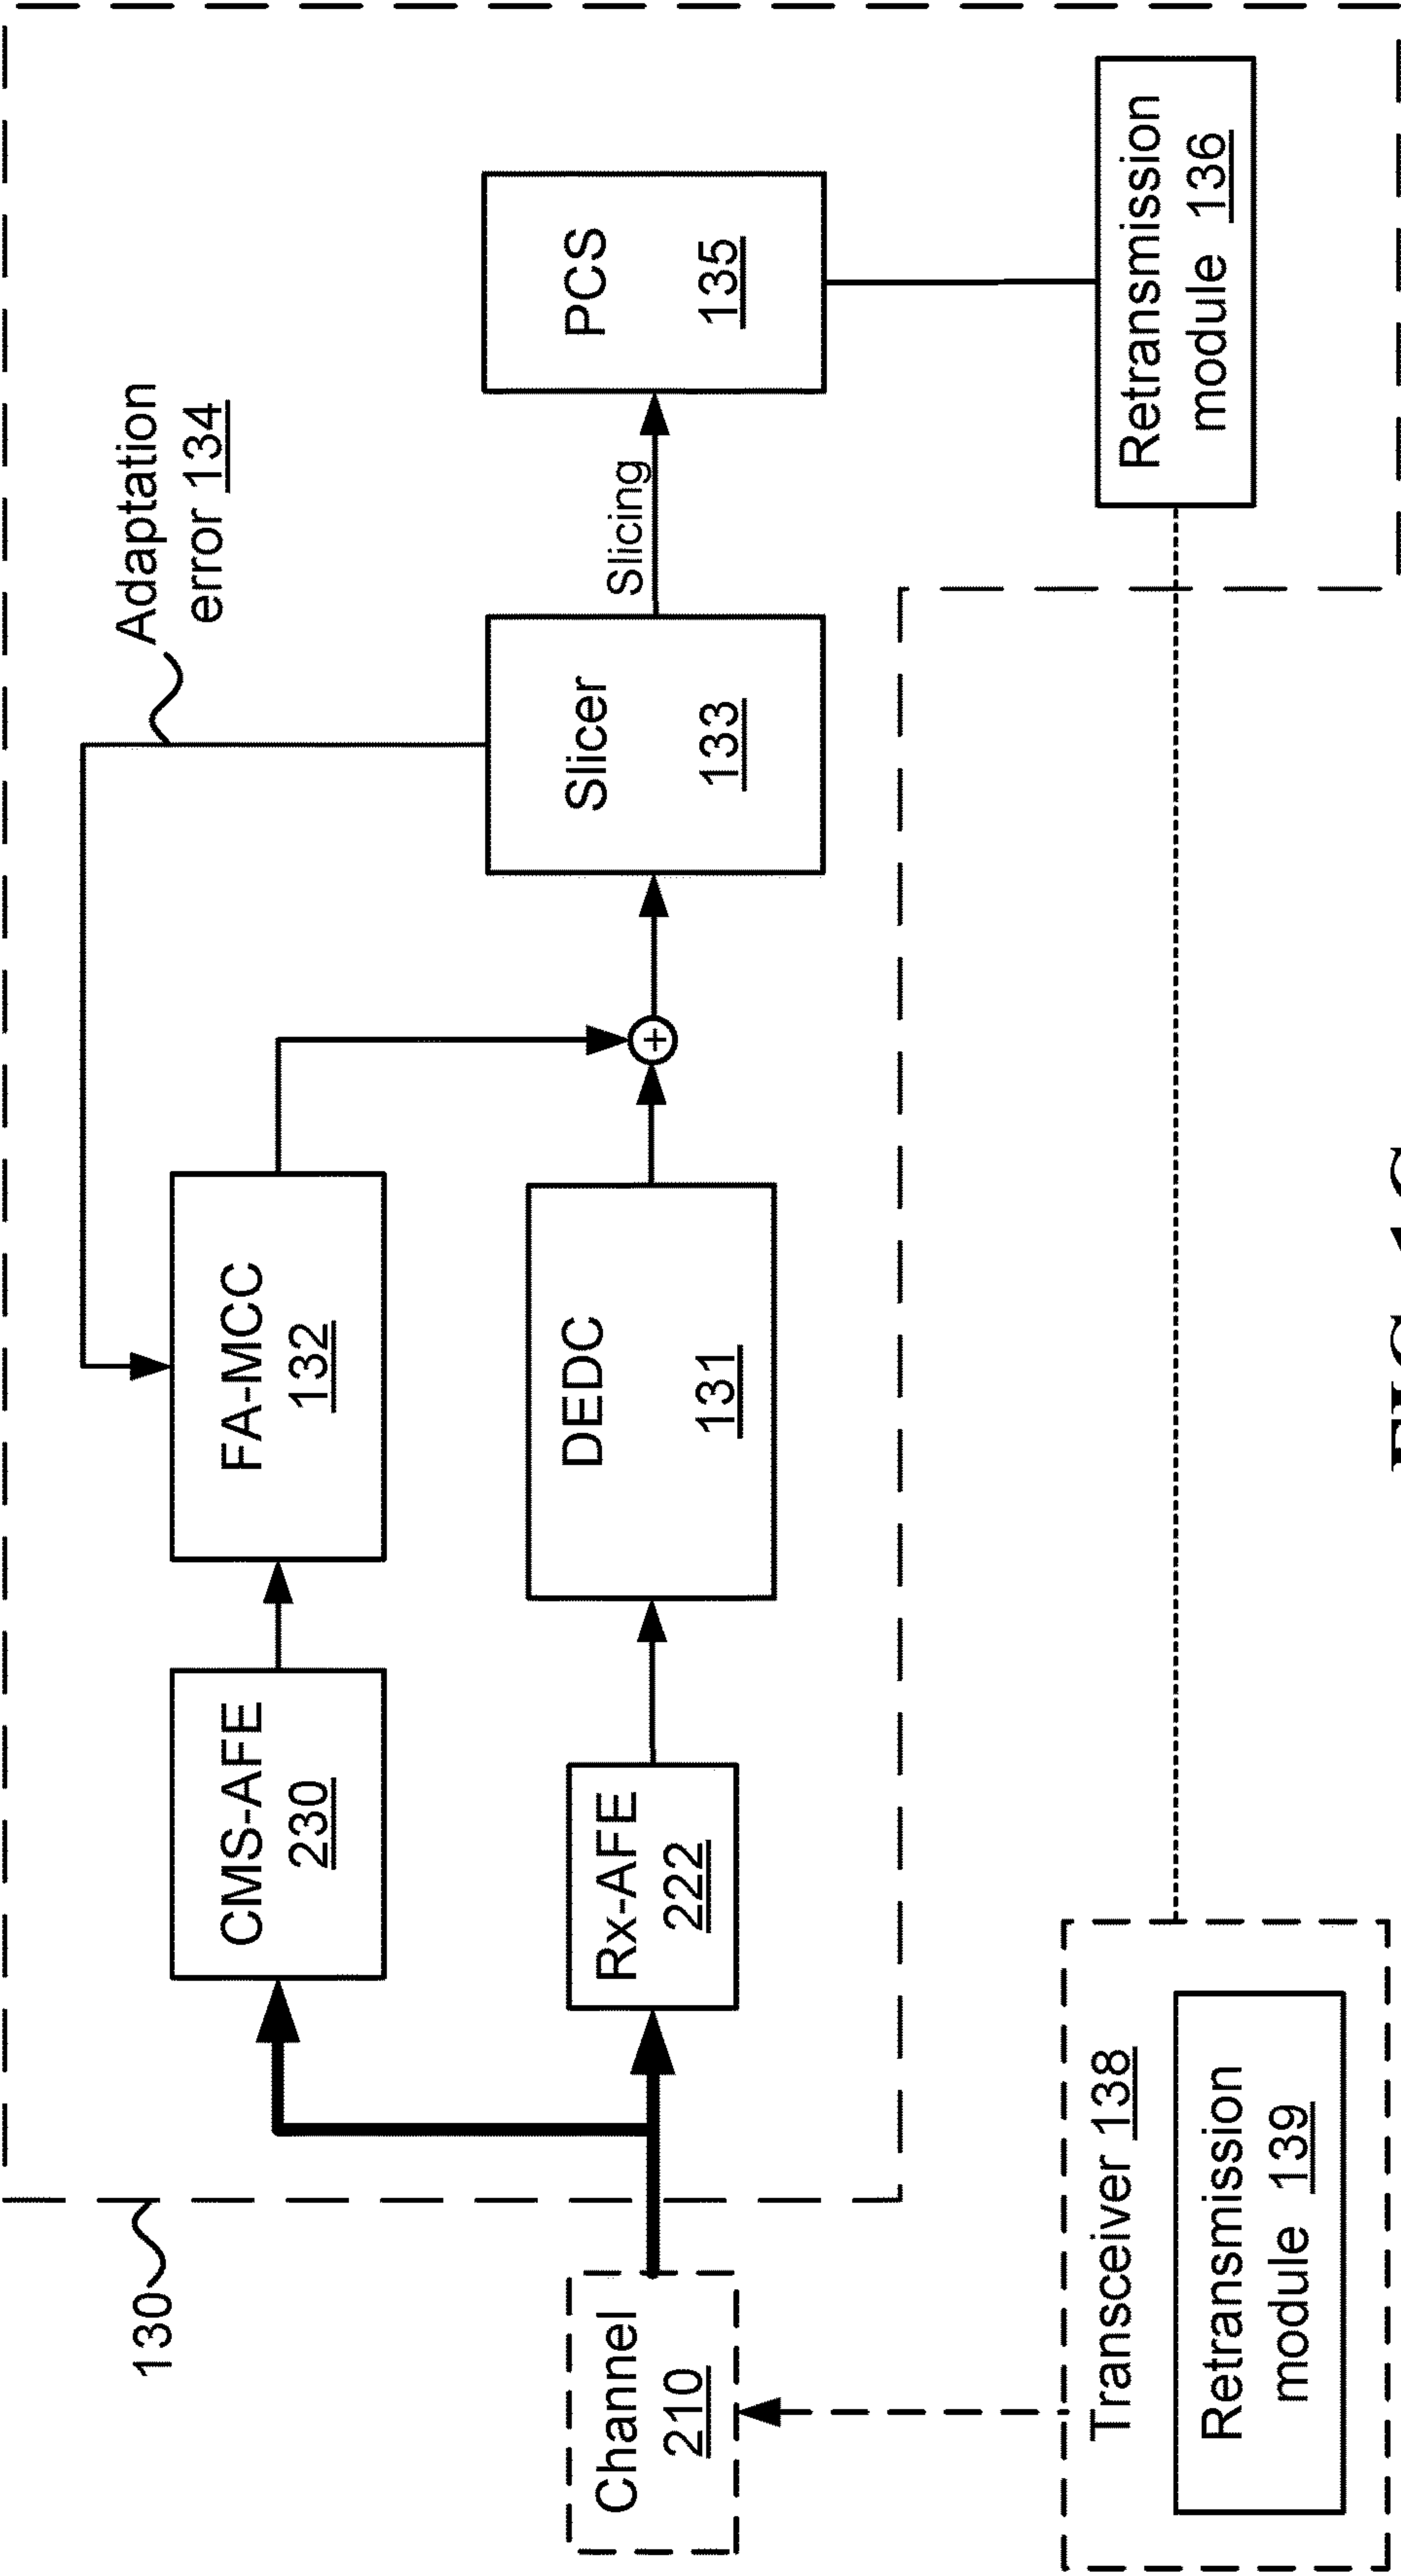 130
Adaptation
error 134
CMS-AFE
230
FA-MCC
132
Channel
210
Rx-AFE
222
DEDC
131
+
Slicer
133
Slicing
PCS
135
Transceiver 138
Retransmission
module 139
Retransmission
module 136